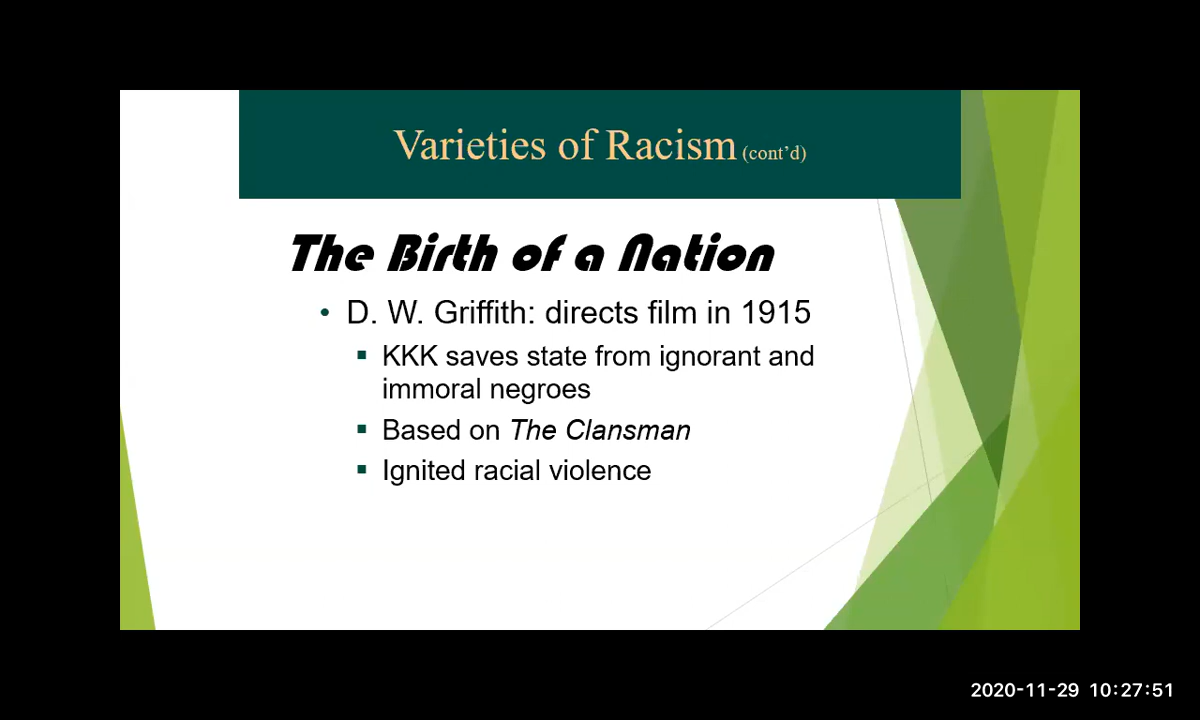 Varieties of Racism (cont’d)
The Birth of a Nation
• D. W. Griffith: directs film in 1915
▪ KKK saves state from ignorant and
immoral negroes
▪ Based on The Clansman
▪ Ignited racial violence
2020-11-29 10:27:51